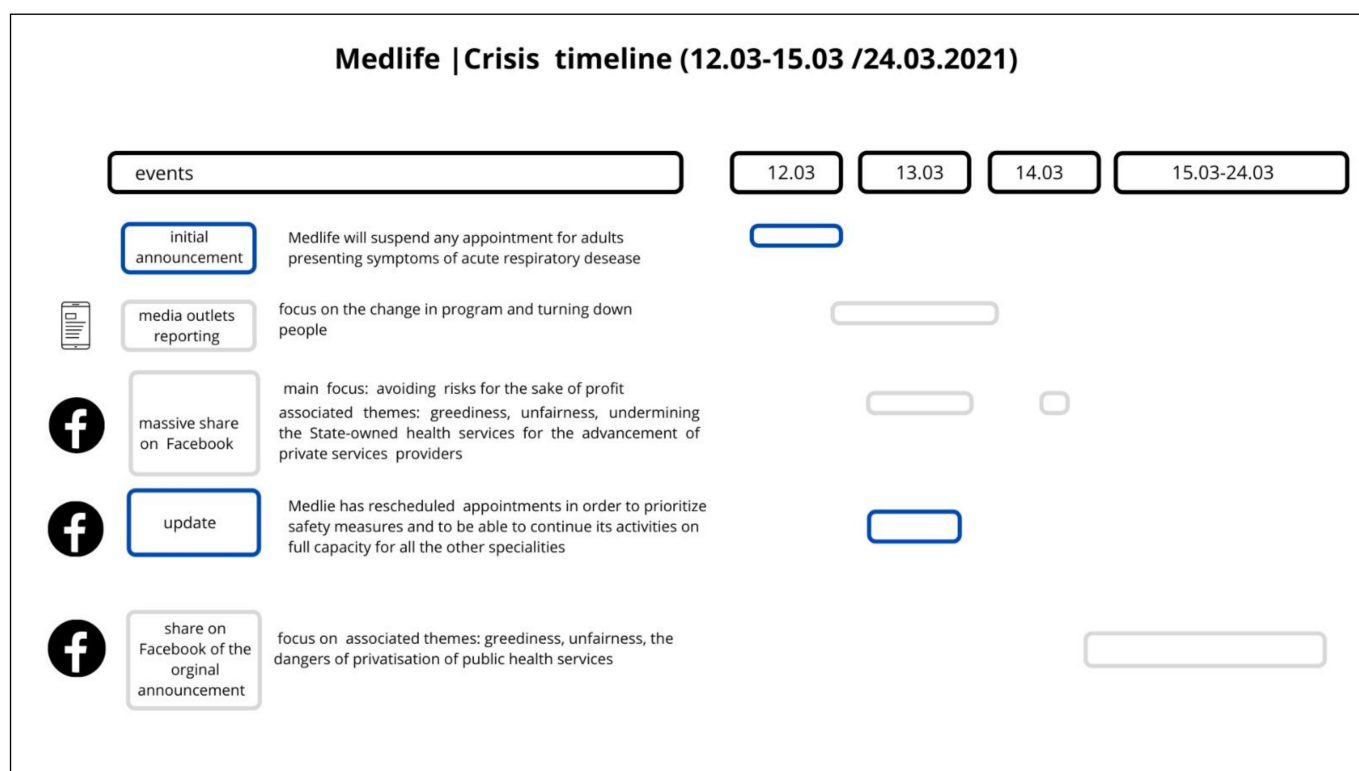 Medlife |Crisis timeline (12.03-15.03 /24.03.2021)
events
12.03
13.03
14.03
15.03-24.03
initial
announcement
Medlife will suspend any appointment for adults
presenting symptoms of acute respiratory desease
media outlets
reporting
focus on the change in program and turning down
people
massive share
on Facebook
main focus: avoiding risks for the sake of profit
associated themes: greediness, unfairness, undermining
the State-owned health services for the advancement of
private services providers
update
Medlie has rescheduled appointments in order to prioritize
safety measures and to be able to continue its activities on
full capacity for all the other specialities
share on
Facebook of the
orginal
announcement
focus on associated themes: greediness, unfairness, the
dangers of privatisation of public health services